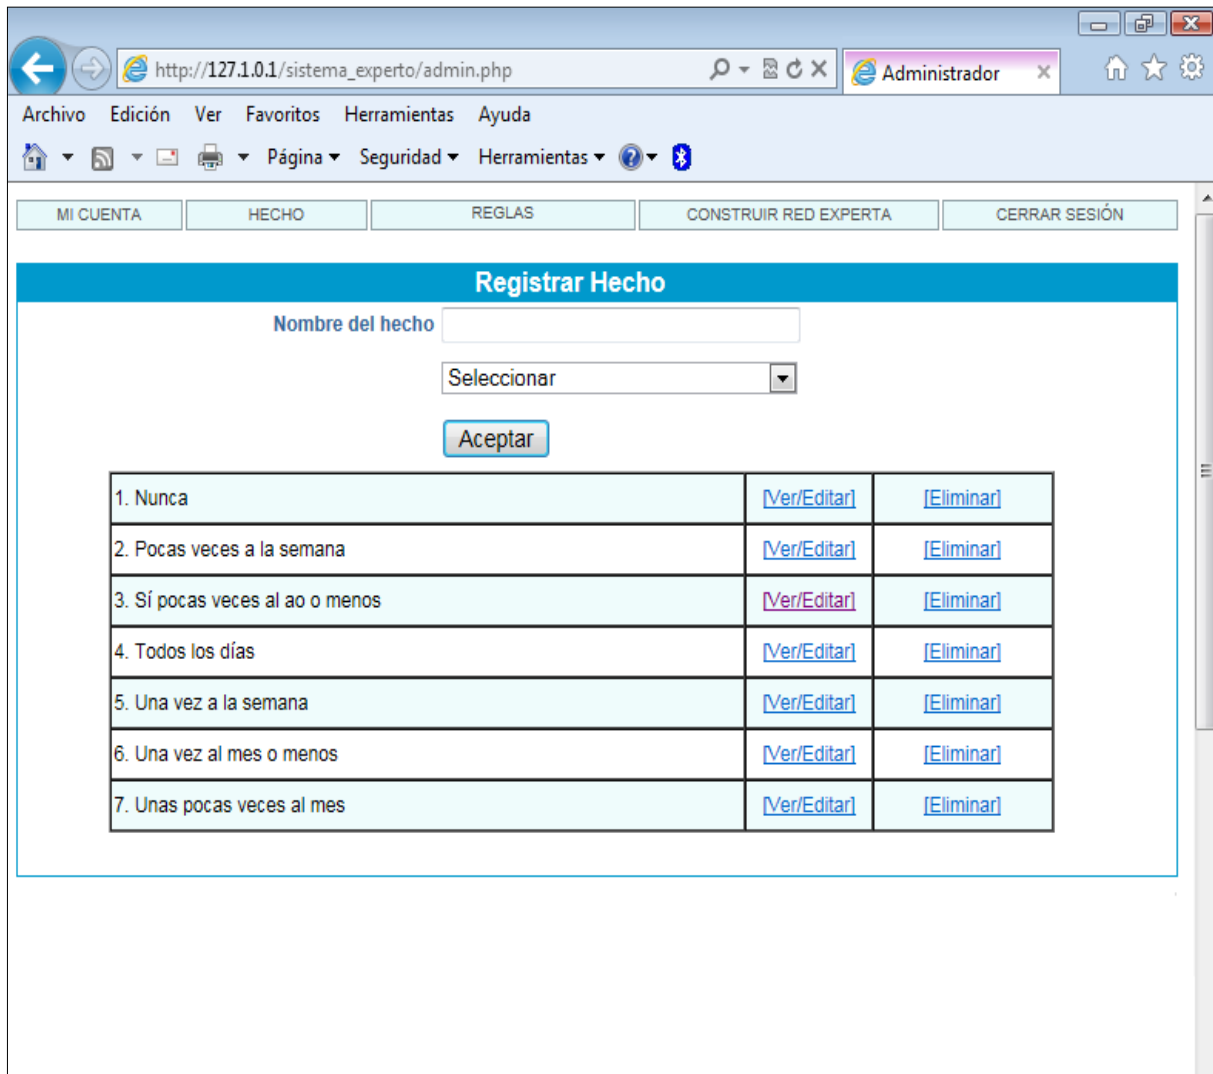 http://127.1.0.1/sistema_experto/admin.php
Administrador
Archivo Edición Ver Favoritos Herramientas Ayuda
Página Seguridad Herramientas
MI CUENTA HECHO REGLAS CONSTRUIR RED EXPERTA CERRAR SESIÓN
Registrar Hecho
Nombre del hecho
Seleccionar
Aceptar
1. Nunca [Ver/Editar] [Eliminar]
2. Pocas veces a la semana [Ver/Editar] [Eliminar]
3. Sí pocas veces al ao o menos [Ver/Editar] [Eliminar]
4. Todos los días [Ver/Editar] [Eliminar]
5. Una vez a la semana [Ver/Editar] [Eliminar]
6. Una vez al mes o menos [Ver/Editar] [Eliminar]
7. Unas pocas veces al mes [Ver/Editar] [Eliminar]